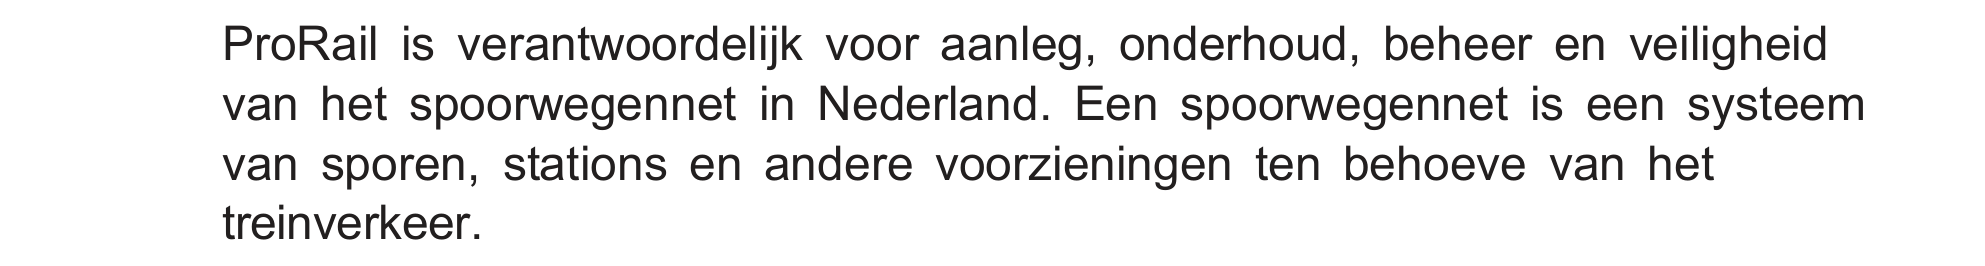 ProRail is verantwoordelijk voor aanleg, onderhoud, beheer en veiligheid
van het spoorwegennet in Nederland. Een spoorwegennet is een systeem
van sporen, stations en andere voorzieningen ten behoeve van het
treinverkeer.